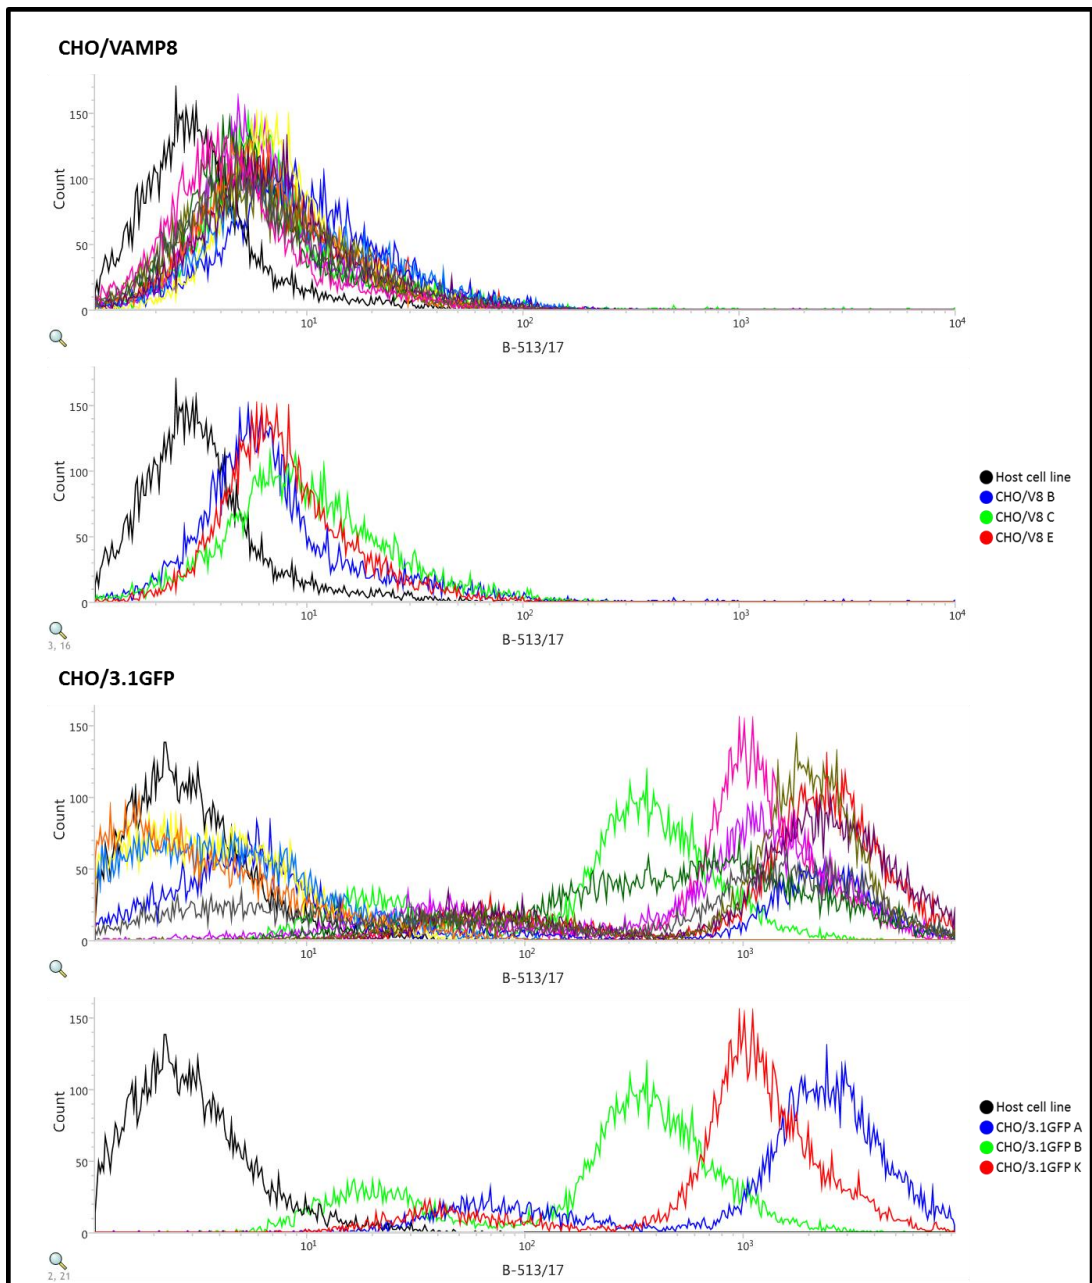 CHO/VAMP8
150
100
50
0
Count
10¹ 10² 10³ 10⁴
B-513/17
150
100
50
0
Count
10¹ 10² 10³ 10⁴
B-513/17
3, 16
Host cell line
CHO/V8 B
CHO/V8 C
CHO/V8 E
CHO/3.1GFP
150
100
50
0
Count
10¹ 10² 10³
B-513/17
150
100
50
0
Count
10¹ 10² 10³
B-513/17
2, 21
Host cell line
CHO/3.1GFP A
CHO/3.1GFP B
CHO/3.1GFP K